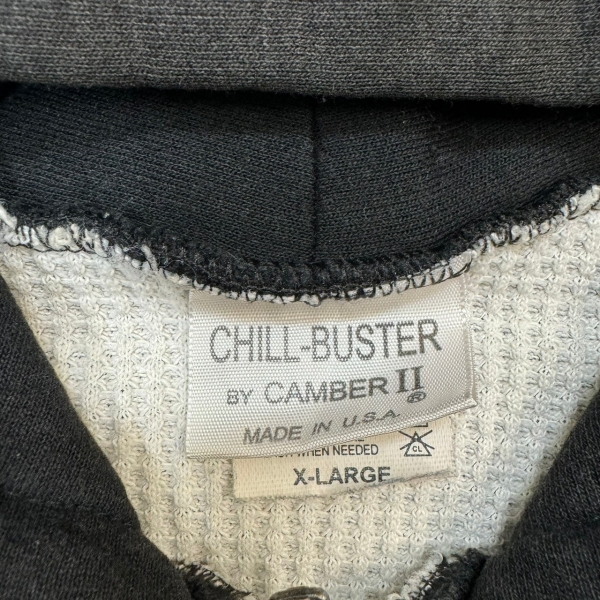 CHILL-BUSTER
BY CAMBER II ®
MADE IN U.S.A.
WHEN NEEDED
CL
X-LARGE